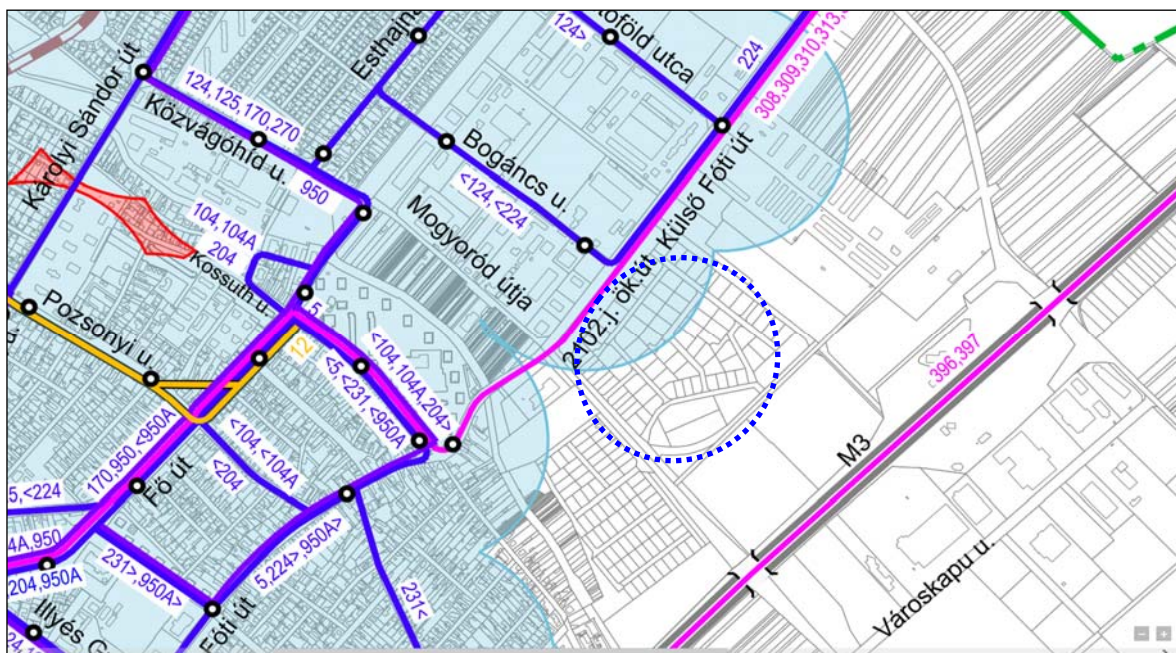 Károlyi Sándor út
124,125,170,270
Közvágóhíd u.
950
104,104A
204
Kossuth u.
124>
utca
224
308,309,310,313,
Bogáncs u.
<124,<224
Mogyoród útja
2102.j. ök.út, Külső Fóti út
Pozsonyi u.
5
12
<104,104A,204>
<5,<231,<950A
170,950,<950A
Fő út
<104,<104A
<204
5,<224
4A,950
204,950A
231>,950A>
5,224>,950A>
231<
Fóti út
Illyés G
396,397
M3
Városkapu u.